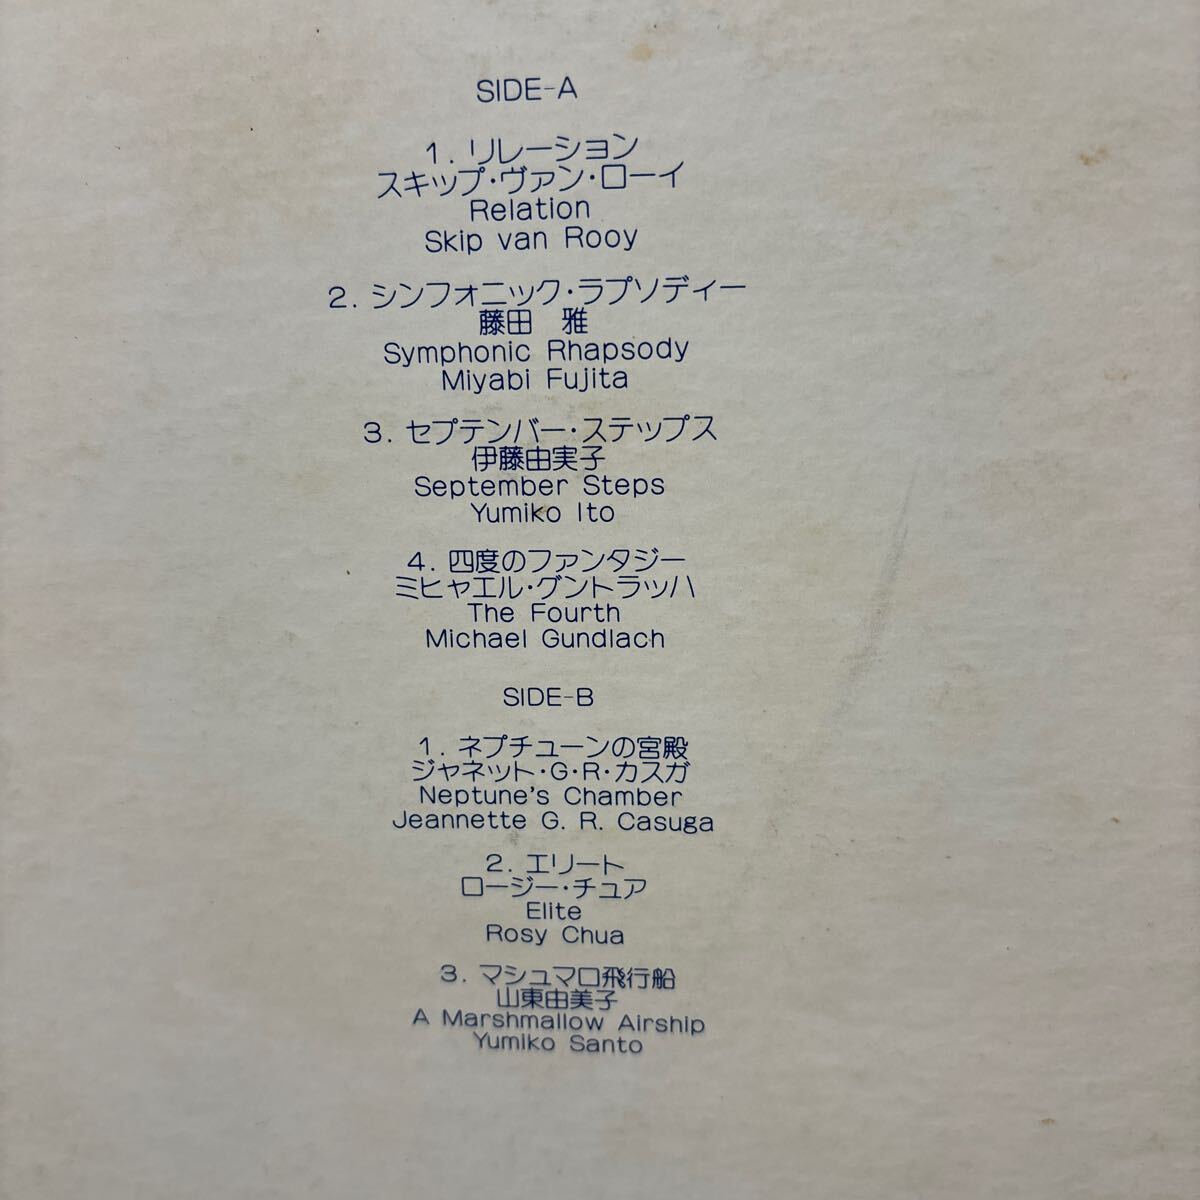 SIDE-A
1. リレーション
スキップ・ヴァン・ローイ
Relation
Skip van Rooy
2. シンフォニック・ラプソディー
藤田 雅
Symphonic Rhapsody
Miyabi Fujita
3. セプテンバー・ステップス
伊藤由実子
September Steps
Yumiko Ito
4. 四度のファンタジー
ミヒャエル・グントラッハ
The Fourth
Michael Gundlach
SIDE-B
1. ネプチューンの宮殿
ジャネット・G・R・カスガ
Neptune's Chamber
Jeannette G. R. Casuga
2. エリート
ロージー・チュア
Elite
Rosy Chua
3. マシュマロ飛行船
山東由美子
A Marshmallow Airship
Yumiko Santo